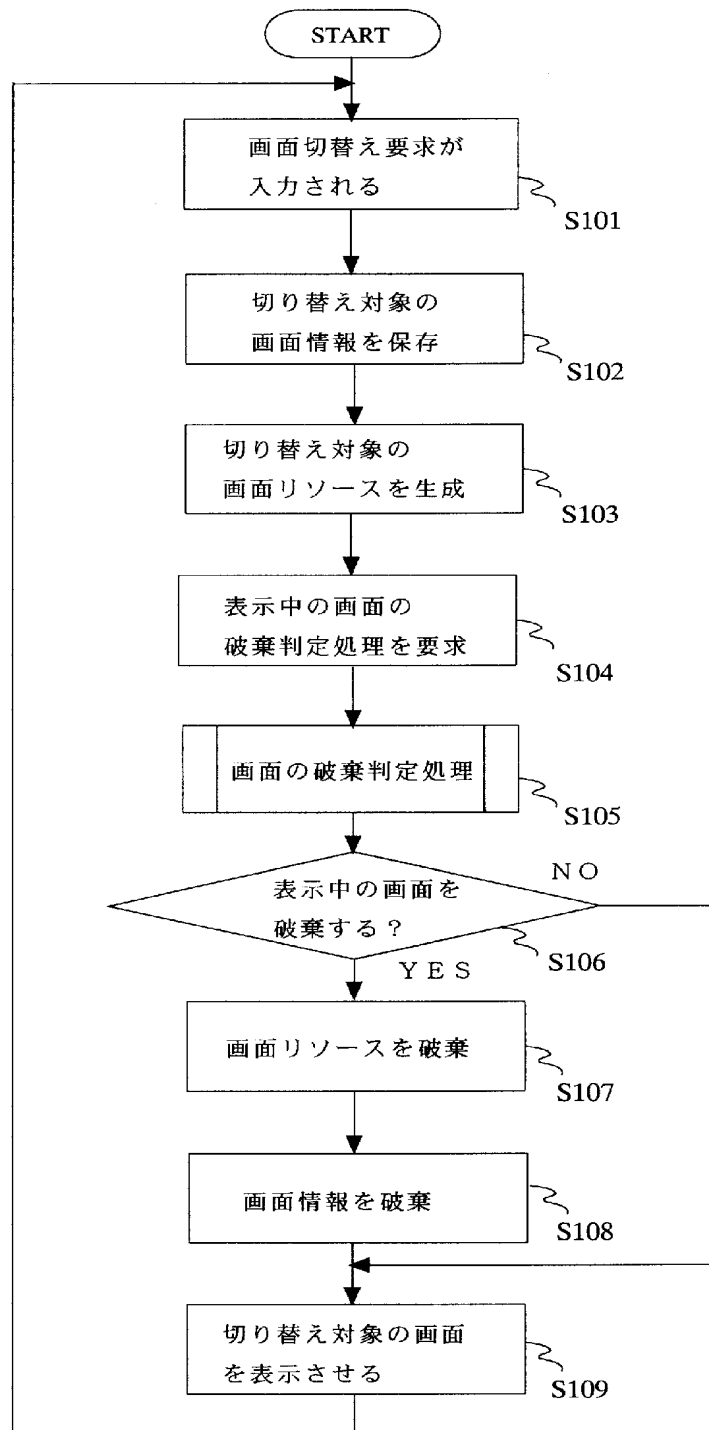 START
画面切替え要求が
入力される
S101
切り替え対象の
画面情報を保存
S102
切り替え対象の
画面リソースを生成
S103
表示中の画面の
破棄判定処理を要求
S104
画面の破棄判定処理
S105
表示中の画面を
破棄する？
NO
S106
YES
画面リソースを破棄
S107
画面情報を破棄
S108
切り替え対象の画面
を表示させる
S109